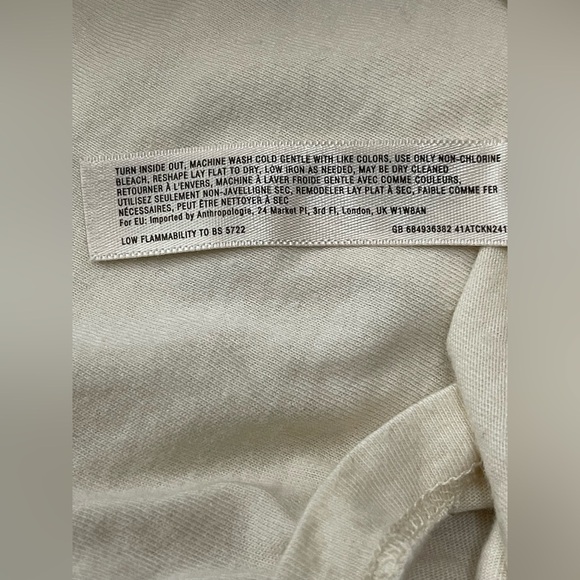 TURN INSIDE OUT, MACHINE WASH COLD GENTLE WITH LIKE COLORS, USE ONLY NON-CHLORINE
BLEACH, RESHAPE LAY FLAT TO DRY, LOW IRON AS NEEDED, MAY BE DRY CLEANED
RETOURNER À L'ENVERS, MACHINE À LAVER FROIDE GENTLE AVEC COMME COULEURS,
UTILISEZ SEULEMENT NON-JAVELLIGNE SEC, REMODELER LAY PLAT À SEC, FAIBLE COMME FER
NÉCESSAIRES, PEUT ÊTRE NETTOYER À SEC
For EU: Imported by Anthropologie, 24 Market Pl, 3rd Fl, London, UK W1W8AN
LOW FLAMMABILITY TO BS 5722 GB 684936382 41ATCKN241